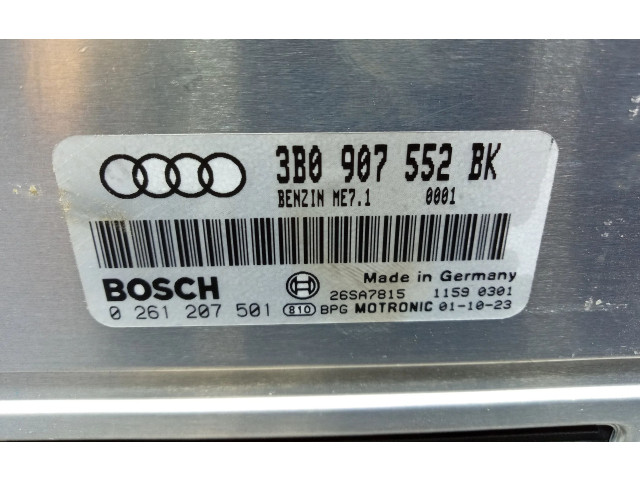 3B0 907 552 BK
BENZIN ME7.1 0001
BOSCH
Made in Germany
26SA7815 1159 0301
0 261 207 501 810 BPG MOTRONIC 01-10-23